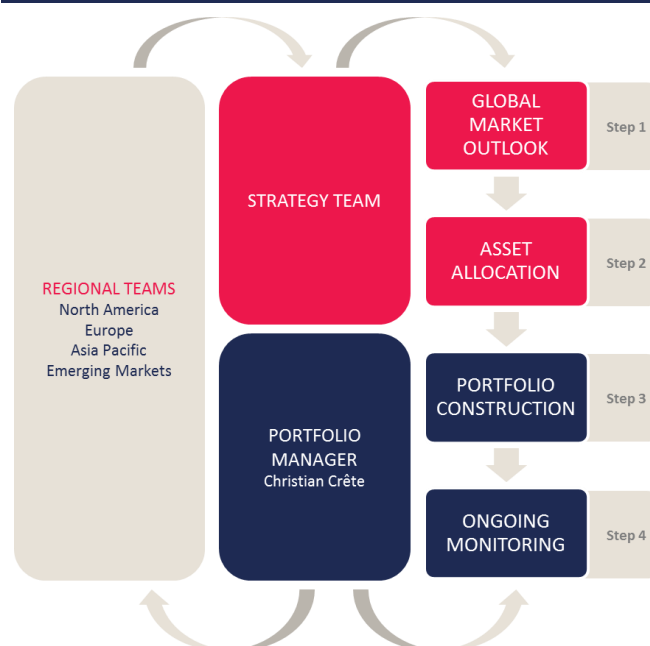 REGIONAL TEAMS
North America
Europe
Asia Pacific
Emerging Markets
STRATEGY TEAM
PORTFOLIO
MANAGER
Christian Crête
GLOBAL
MARKET
OUTLOOK
Step 1
ASSET
ALLOCATION
Step 2
PORTFOLIO
CONSTRUCTION
Step 3
ONGOING
MONITORING
Step 4